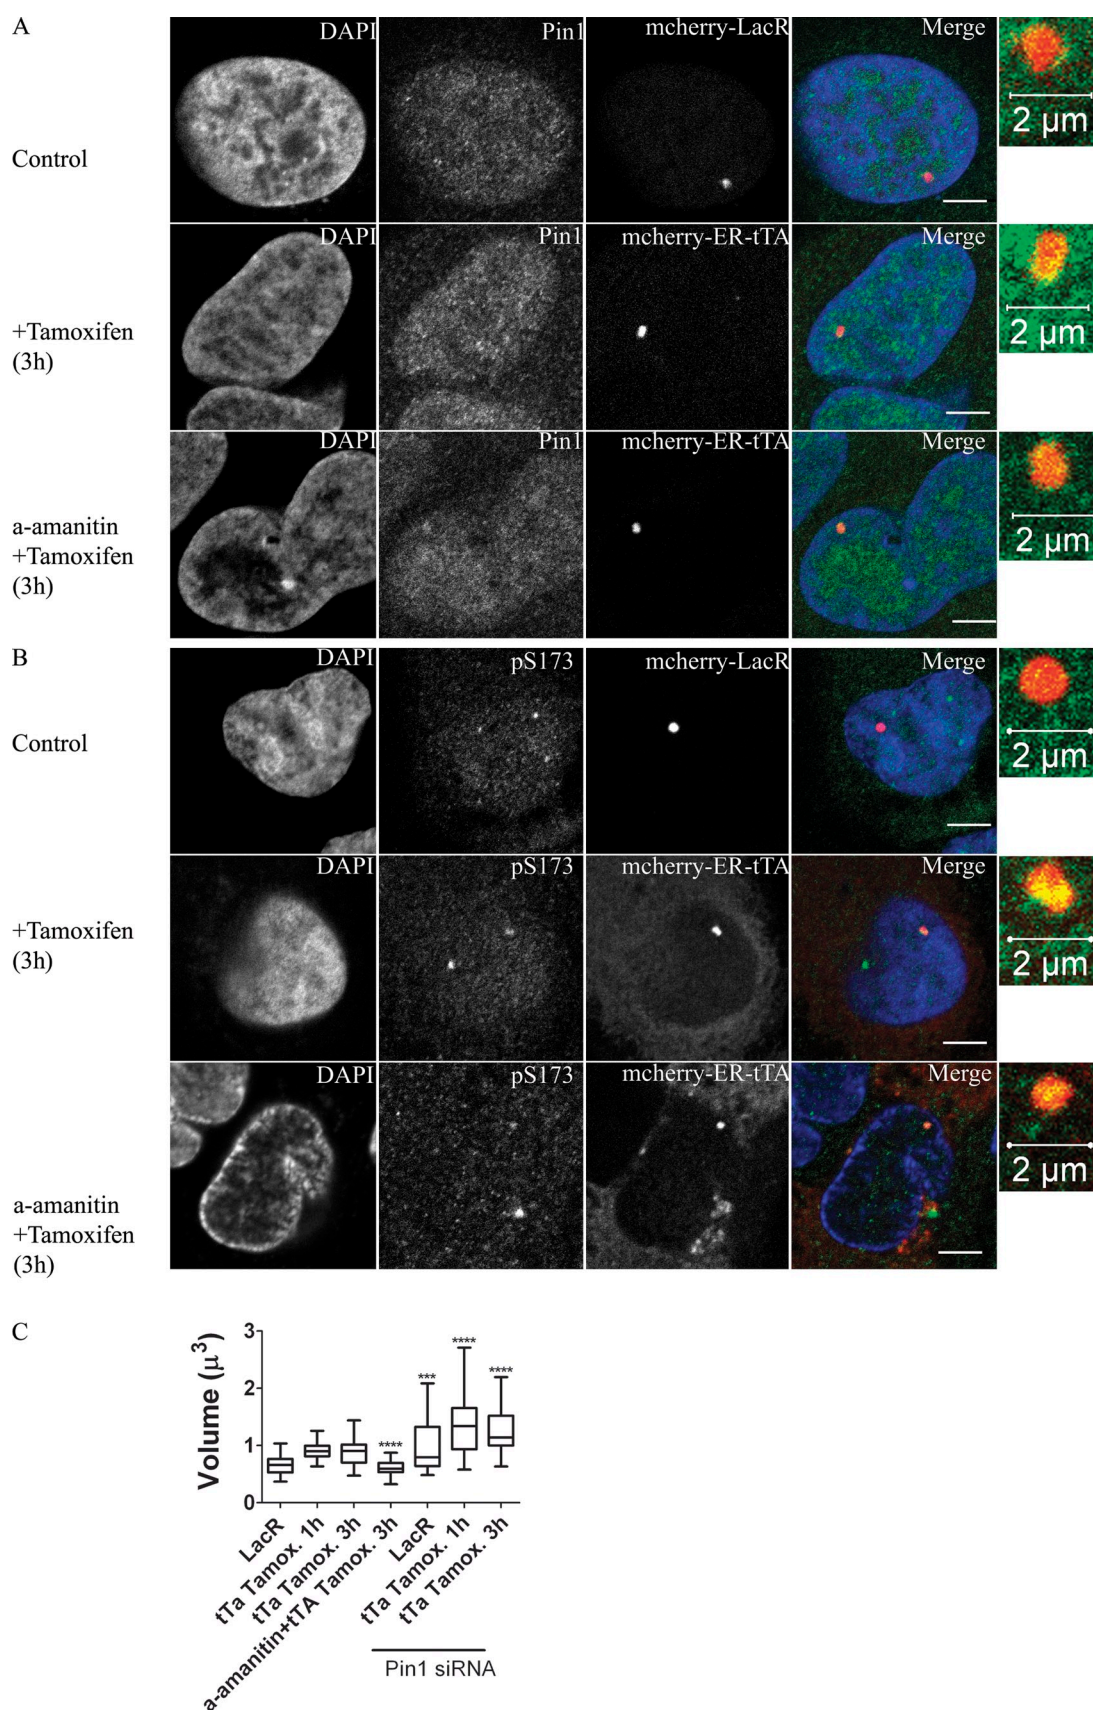 A
DAPI Pin1 mcherry-LacR Merge
Control
2 µm
DAPI Pin1 mcherry-ER-tTA Merge
+Tamoxifen
(3h)
2 µm
DAPI Pin1 mcherry-ER-tTA Merge
a-amanitin
+Tamoxifen
(3h)
2 µm
B
DAPI pS173 mcherry-LacR Merge
Control
2 µm
DAPI pS173 mcherry-ER-tTA Merge
+Tamoxifen
(3h)
2 µm
DAPI pS173 mcherry-ER-tTA Merge
a-amanitin
+Tamoxifen
(3h)
2 µm
C
Volume (µ³)
3
2
1
0
****
***
****
****
LacR
tTa Tamox. 1h
tTa Tamox. 3h
a-amanitin+tTA Tamox. 3h
LacR
tTa Tamox. 1h
tTa Tamox. 3h
Pin1 siRNA